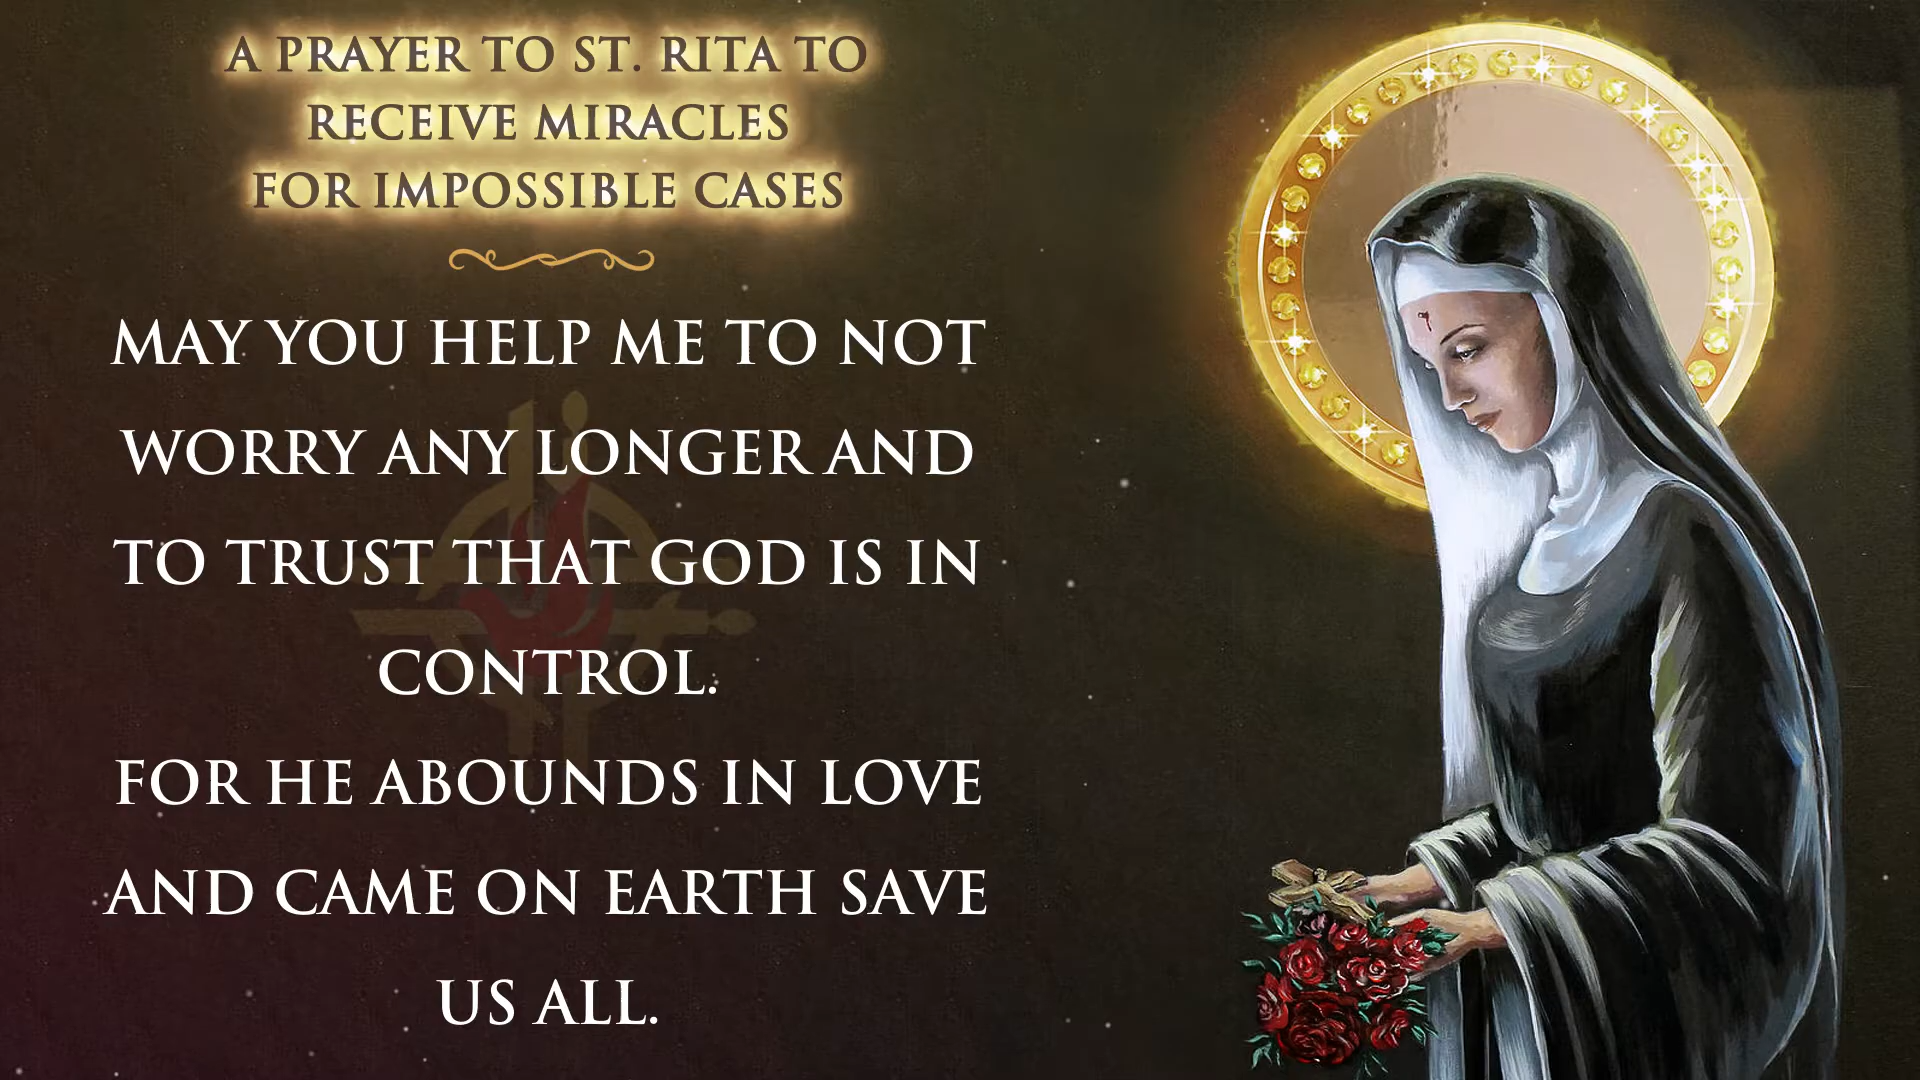 A PRAYER TO ST. RITA TO
RECEIVE MIRACLES
FOR IMPOSSIBLE CASES
MAY YOU HELP ME TO NOT
WORRY ANY LONGER AND
TO TRUST THAT GOD IS IN
CONTROL.
FOR HE ABOUNDS IN LOVE
AND CAME ON EARTH SAVE
US ALL.